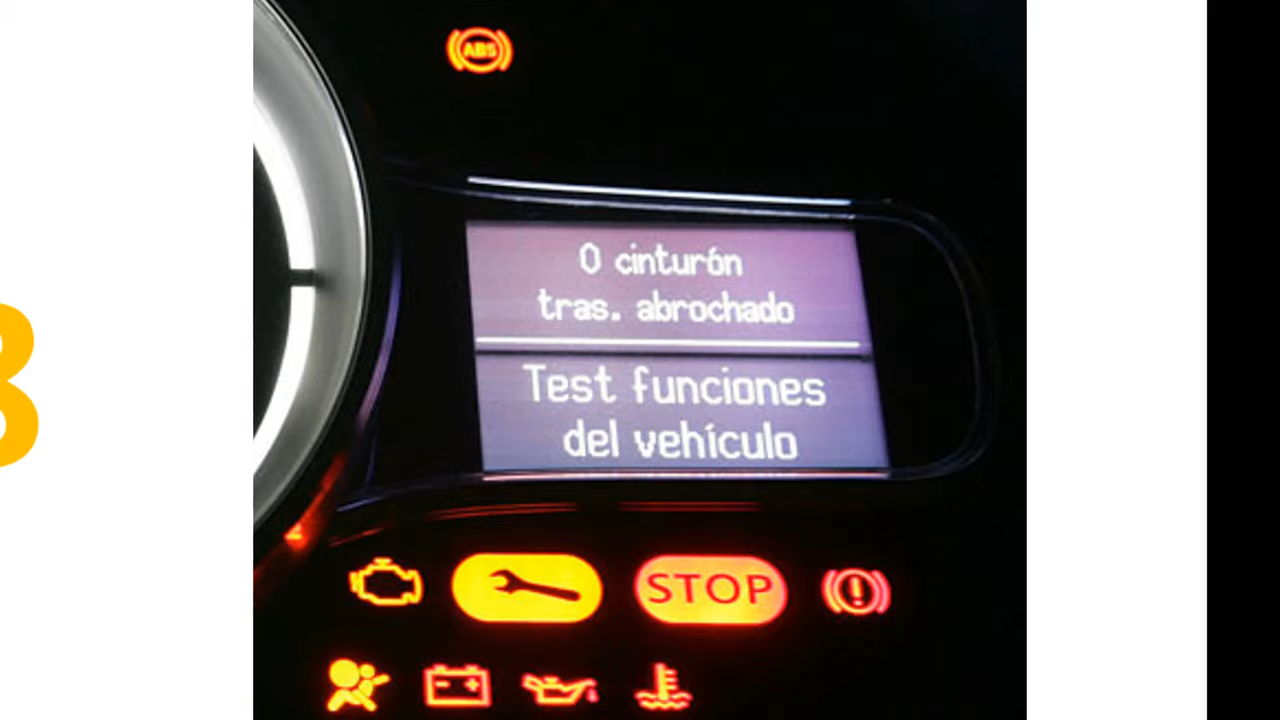 ABS
0 cinturón
tras. abrochado
Test funciones
del vehículo
STOP